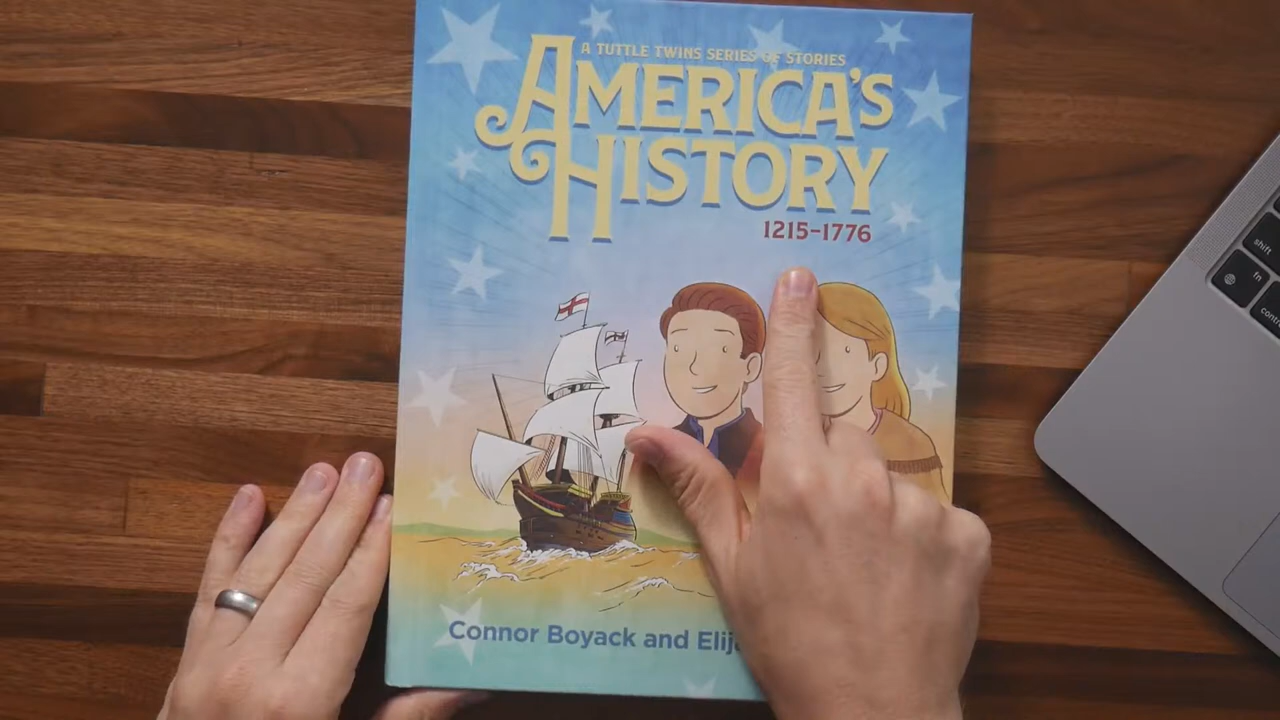 A TUTTLE TWINS SERIES OF STORIES
AMERICA'S
HISTORY
1215–1776
Connor Boyack and
shift
fn